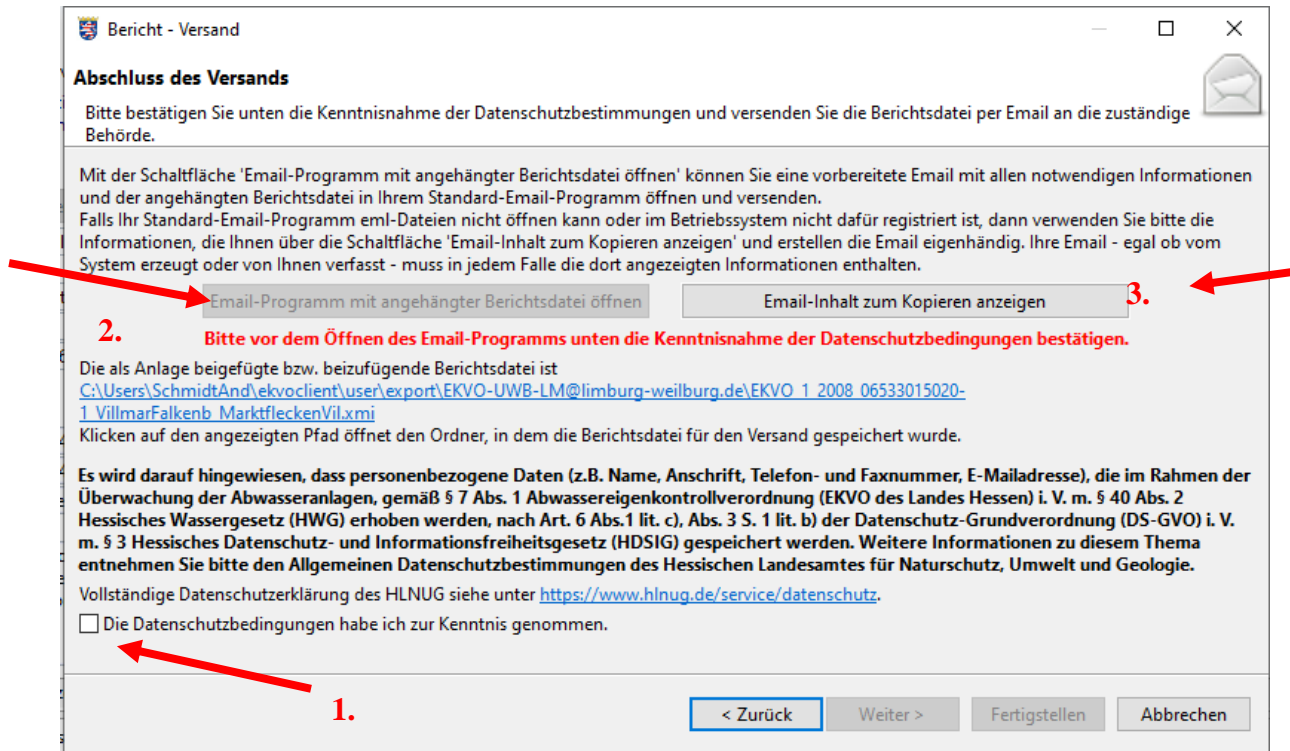 Bericht - Versand
Abschluss des Versands
Bitte bestätigen Sie unten die Kenntnisnahme der Datenschutzbestimmungen und versenden Sie die Berichtsdatei per Email an die zuständige
Behörde.
Mit der Schaltfläche 'Email-Programm mit angehängter Berichtsdatei öffnen' können Sie eine vorbereitete Email mit allen notwendigen Informationen
und der angehängten Berichtsdatei in Ihrem Standard-Email-Programm öffnen und versenden.
Falls Ihr Standard-Email-Programm eml-Dateien nicht öffnen kann oder im Betriebssystem nicht dafür registriert ist, dann verwenden Sie bitte die
Informationen, die Ihnen über die Schaltfläche 'Email-Inhalt zum Kopieren anzeigen' und erstellen die Email eigenhändig. Ihre Email - egal ob vom
System erzeugt oder von Ihnen verfasst - muss in jedem Falle die dort angezeigten Informationen enthalten.
Email-Programm mit angehängter Berichtsdatei öffnen Email-Inhalt zum Kopieren anzeigen 3.
2. Bitte vor dem Öffnen des Email-Programms unten die Kenntnisnahme der Datenschutzbedingungen bestätigen.
Die als Anlage beigefügte bzw. beizufügende Berichtsdatei ist
C:\Users\SchmidtAnd\ekvoclient\user\export\EKVO-UWB-LM@limburg-weilburg.de\EKVO_1_2008_06533015020-
1_VillmarFalkenb_MarktfleckenVil.xmi
Klicken auf den angezeigten Pfad öffnet den Ordner, in dem die Berichtsdatei für den Versand gespeichert wurde.
Es wird darauf hingewiesen, dass personenbezogene Daten (z.B. Name, Anschrift, Telefon- und Faxnummer, E-Mailadresse), die im Rahmen der
Überwachung der Abwasseranlagen, gemäß § 7 Abs. 1 Abwassereigenkontrollverordnung (EKVO des Landes Hessen) i. V. m. § 40 Abs. 2
Hessisches Wassergesetz (HWG) erhoben werden, nach Art. 6 Abs.1 lit. c), Abs. 3 S. 1 lit. b) der Datenschutz-Grundverordnung (DS-GVO) i. V.
m. § 3 Hessisches Datenschutz- und Informationsfreiheitsgesetz (HDSIG) gespeichert werden. Weitere Informationen zu diesem Thema
entnehmen Sie bitte den Allgemeinen Datenschutzbestimmungen des Hessischen Landesamtes für Naturschutz, Umwelt und Geologie.
Vollständige Datenschutzerklärung des HLNUG siehe unter https://www.hlnug.de/service/datenschutz.
Die Datenschutzbedingungen habe ich zur Kenntnis genommen.
1.
< Zurück Weiter > Fertigstellen Abbrechen